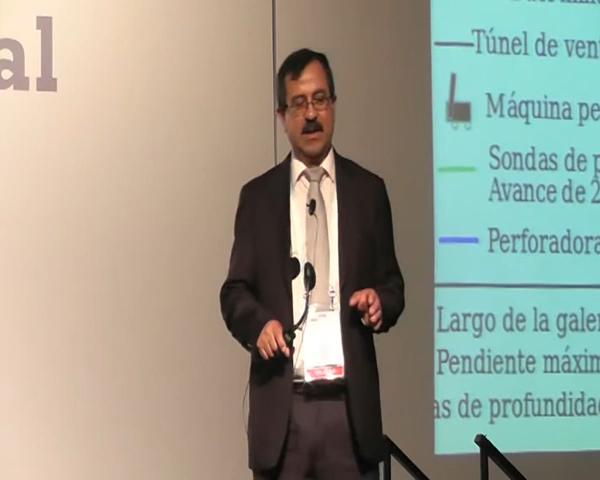 al
Túnel de ven
Máquina pe
Sondas de p
Avance de 2
Perforadora
Largo de la gale
Pendiente máxim
as de profundida